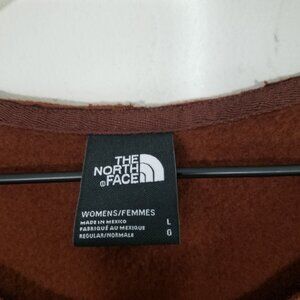 THE
NORTH
FACE
WOMENS/FEMMES
MADE IN MEXICO
FABRIQUÉ AU MEXIQUE
REGULAR/NORMALE
L
G